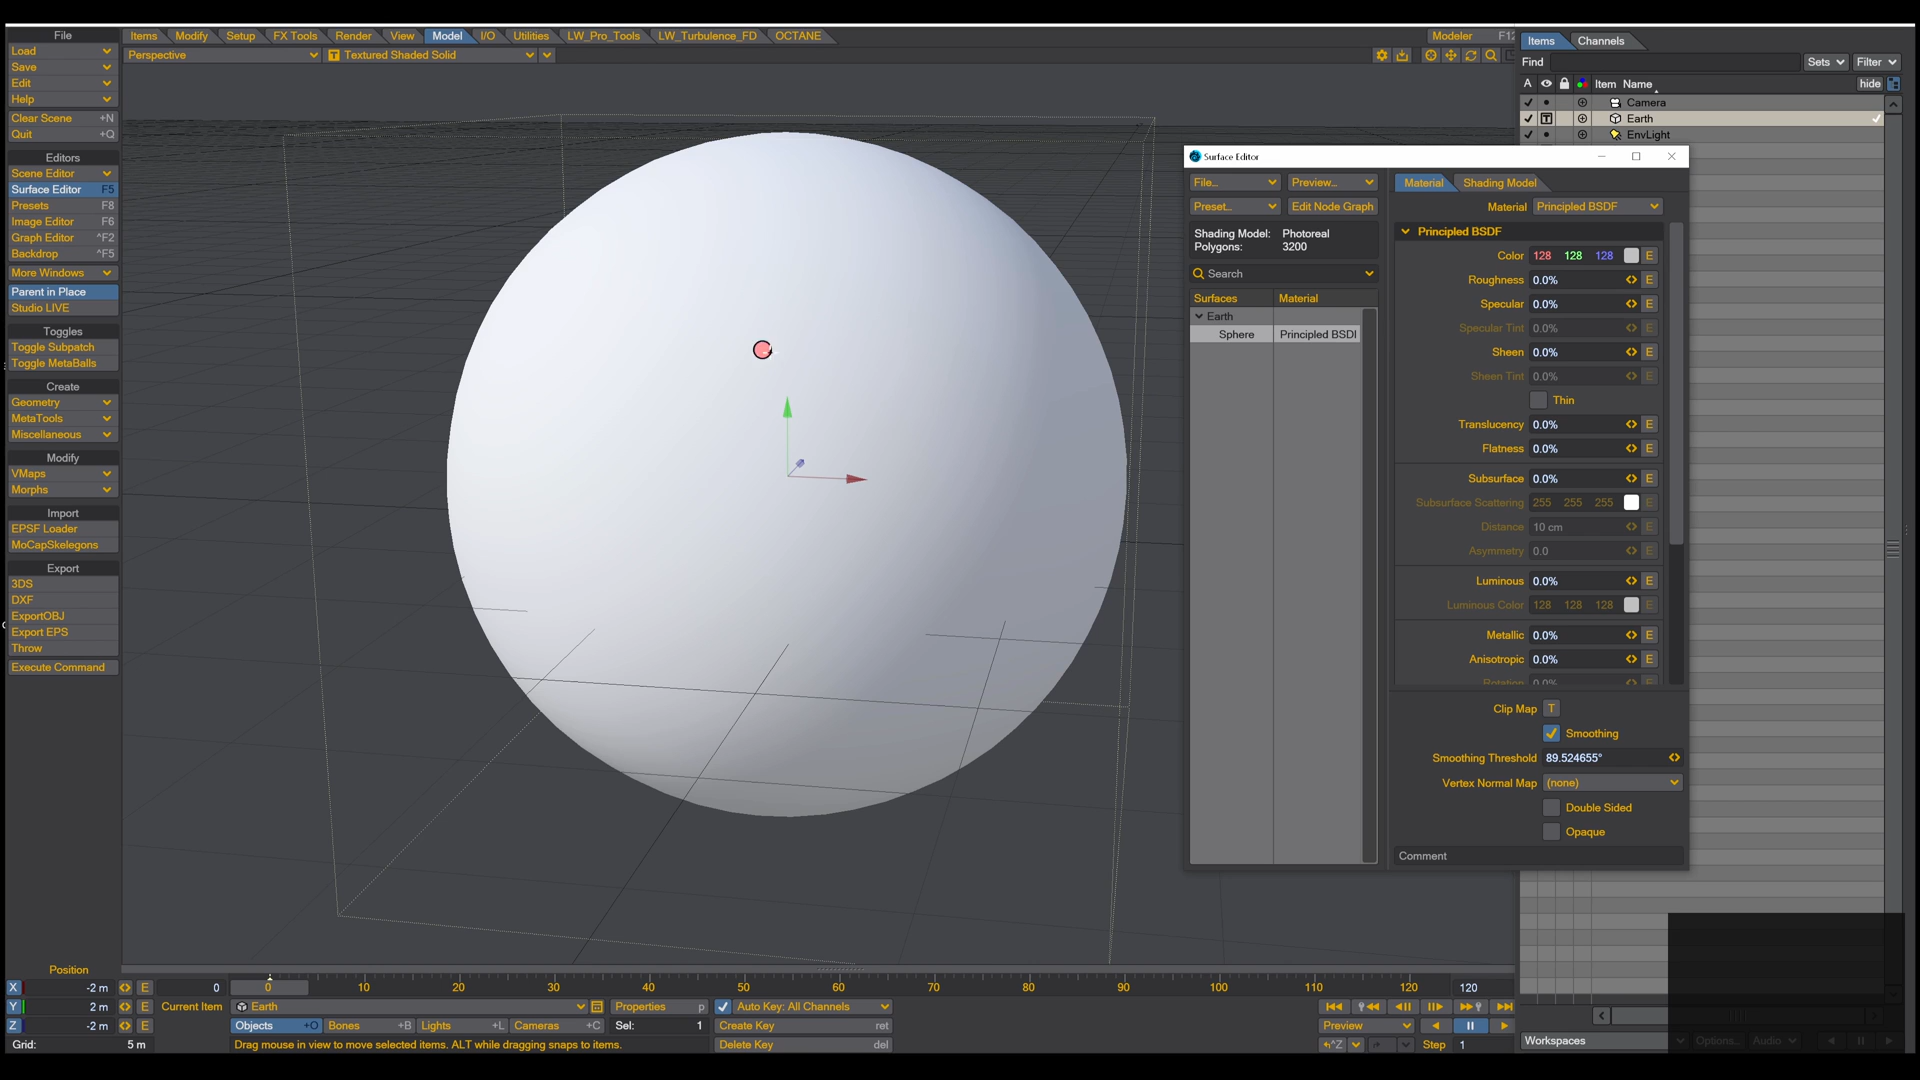 File
Load
Save
Edit
Help
Clear Scene +N
Quit +Q
Editors
Scene Editor
Surface Editor F5
Presets F8
Image Editor F6
Graph Editor ^F2
Backdrop ^F5
More Windows
Parent in Place
Studio LIVE
Toggles
Toggle Subpatch
Toggle MetaBalls
Create
Geometry
MetaTools
Miscellaneous
Modify
VMaps
Morphs
Import
EPSF Loader
MoCapSkelegons
Export
3DS
DXF
ExportOBJ
Export EPS
Throw
Execute Command
Items Modify Setup FX Tools Render View Model I/O Utilities LW_Pro_Tools LW_Turbulence_FD OCTANE Modeler F12
Perspective T Textured Shaded Solid
Items Channels
Find Sets Filter
A Item Name hide
Camera
T Earth
EnvLight
Surface Editor
File... Preview...
Preset... Edit Node Graph
Shading Model: Photoreal
Polygons: 3200
Search
Surfaces Material
Earth
Sphere Principled BSDI
Material Shading Model
Material Principled BSDF
Principled BSDF
Color 128 128 128 E
Roughness 0.0% E
Specular 0.0% E
Specular Tint 0.0% E
Sheen 0.0% E
Sheen Tint 0.0% E
Thin
Translucency 0.0% E
Flatness 0.0% E
Subsurface 0.0% E
Subsurface Scattering 255 255 255 E
Distance 10 cm E
Asymmetry 0.0 E
Luminous 0.0% E
Luminous Color 128 128 128 E
Metallic 0.0% E
Anisotropic 0.0% E
Rotation 0.0% E
Clip Map T
Smoothing
Smoothing Threshold 89.524655°
Vertex Normal Map (none)
Double Sided
Opaque
Comment
Position
X -2 m E
Y 2 m E
Z -2 m E
Grid: 5 m
0 0 10 20 30 40 50 60 70 80 90 100 110 120 120
Current Item Earth Properties p Auto Key: All Channels
Objects +O Bones +B Lights +L Cameras +C Sel: 1 Create Key ret
Drag mouse in view to move selected items. ALT while dragging snaps to items. Delete Key del
Preview
^Z Step 1
Workspaces Options... Audio